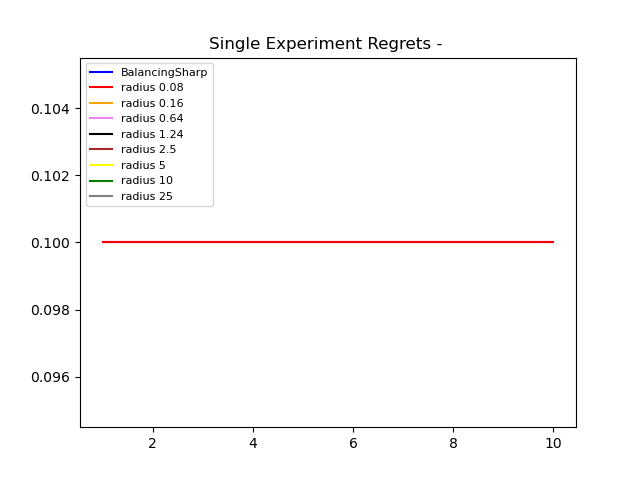 Single Experiment Regrets -
BalancingSharp
radius 0.08
radius 0.16
radius 0.64
radius 1.24
radius 2.5
radius 5
radius 10
radius 25
0.104
0.102
0.100
0.098
0.096
2 4 6 8 10